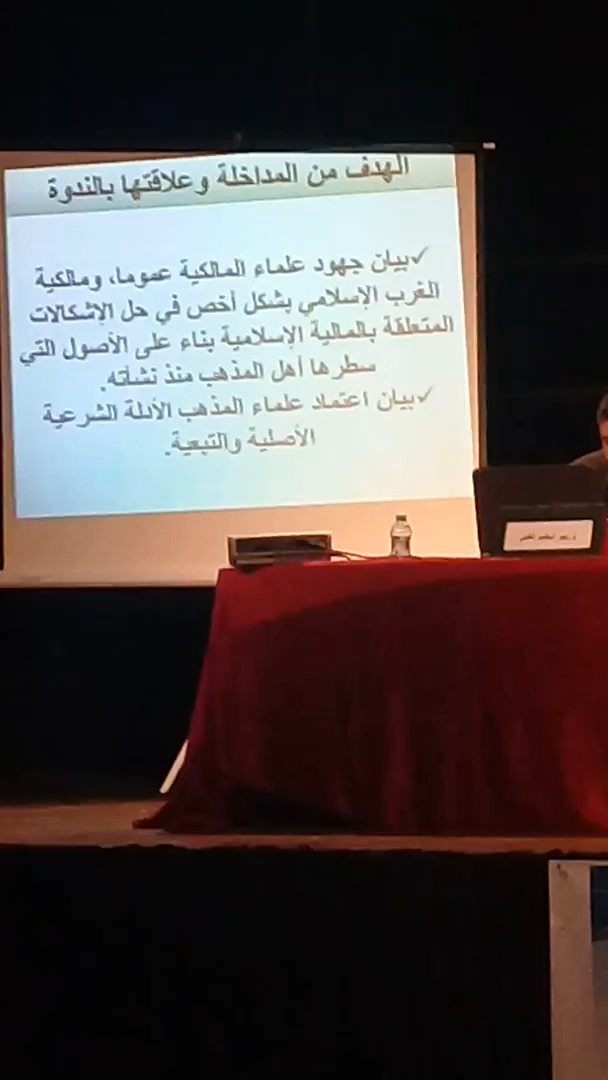 الهدف من المداخلة وعلاقتها بالندوة
✓بيان جهود علماء المالكية عموما، ومالكية
الغرب الإسلامي بشكل أخص في حل الإشكالات
المتعلقة بالمالية الإسلامية بناء على الأصول التي
سطرها أهل المذهب منذ نشأته.
✓بيان اعتماد علماء المذهب الأدلة الشرعية
الأصلية والتبعية.